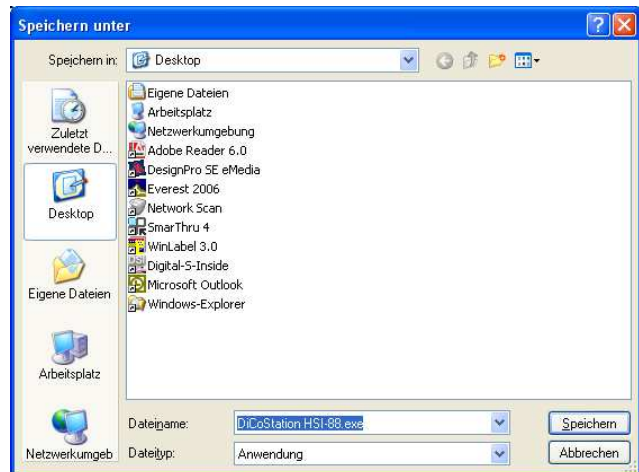 Speichern unter
Speichern in:
Desktop
Zuletzt
verwendete D...
Desktop
Eigene Dateien
Arbeitsplatz
Netzwerkumgeb
Eigene Dateien
Arbeitsplatz
Netzwerkumgebung
Adobe Reader 6.0
DesignPro SE eMedia
Everest 2006
Network Scan
SmarThru 4
WinLabel 3.0
Digital-S-Inside
Microsoft Outlook
Windows-Explorer
Dateiname:
DiCoStation HSI-88.exe
Speichern
Dateityp:
Anwendung
Abbrechen